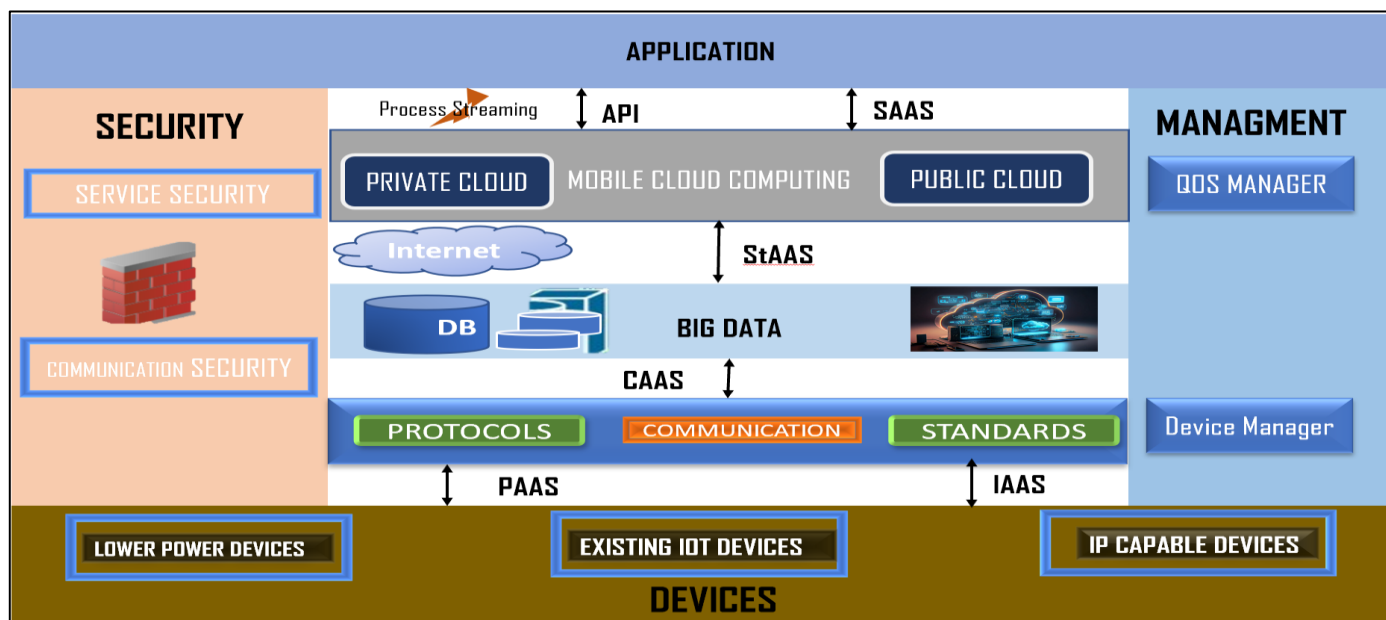 APPLICATION
Process Streaming
API
SAAS
SECURITY
MANAGMENT
SERVICE SECURITY
PRIVATE CLOUD
MOBILE CLOUD COMPUTING
PUBLIC CLOUD
QOS MANAGER
Internet
StAAS
DB
BIG DATA
COMMUNICATION SECURITY
CAAS
PROTOCOLS
COMMUNICATION
STANDARDS
Device Manager
PAAS
IAAS
LOWER POWER DEVICES
EXISTING IOT DEVICES
IP CAPABLE DEVICES
DEVICES